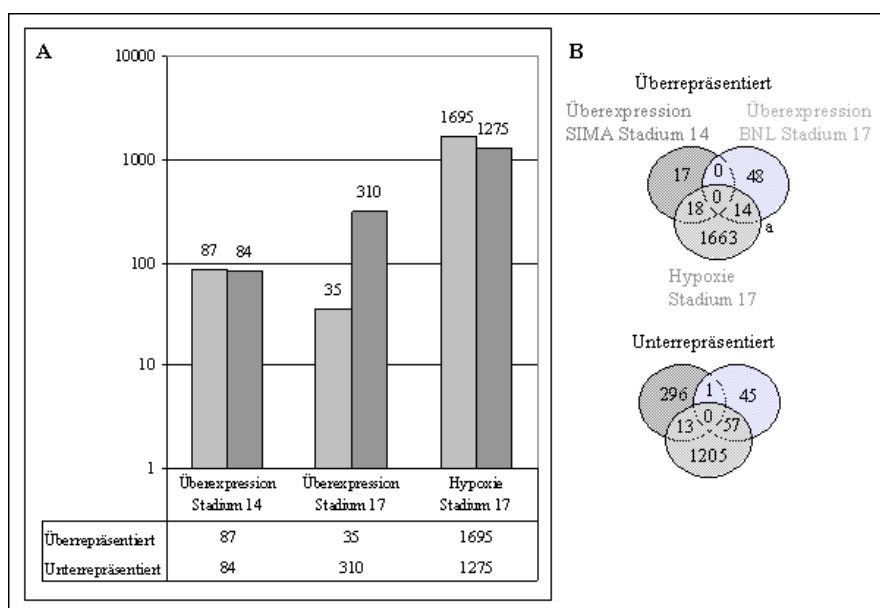 A
10000
1000
100
10
1
87
84
35
310
1695
1275
Überexpression
Stadium 14
Überexpression
Stadium 17
Hypoxie
Stadium 17
Überrepräsentiert 87 35 1695
Unterrepräsentiert 84 310 1275
B
Überrepräsentiert
Überexpression
SIMA Stadium 14
Überexpression
BNL Stadium 17
17 0 48
0
18 14
a
1663
Hypoxie
Stadium 17
Unterrepräsentiert
296 1 45
0
13 57
1205